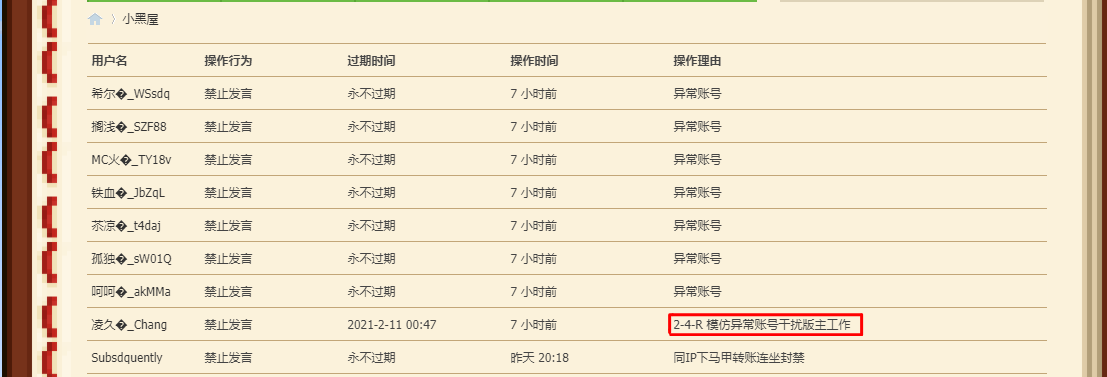 〉小黑屋
用户名 操作行为 过期时间 操作时间 操作理由
希尔�_WSsdq 禁止发言 永不过期 7 小时前 异常账号
搁浅�_SZF88 禁止发言 永不过期 7 小时前 异常账号
MC火�_TY18v 禁止发言 永不过期 7 小时前 异常账号
铁血�_JbZqL 禁止发言 永不过期 7 小时前 异常账号
苶凉�_t4daj 禁止发言 永不过期 7 小时前 异常账号
孤独�_sW01Q 禁止发言 永不过期 7 小时前 异常账号
呵呵�_akMMa 禁止发言 永不过期 7 小时前 异常账号
凌久�_Chang 禁止发言 2021-2-11 00:47 7 小时前 2-4-R 模仿异常账号干扰版主工作
Subsdquently 禁止发言 永不过期 昨天 20:18 同IP下马甲转账连坐封禁